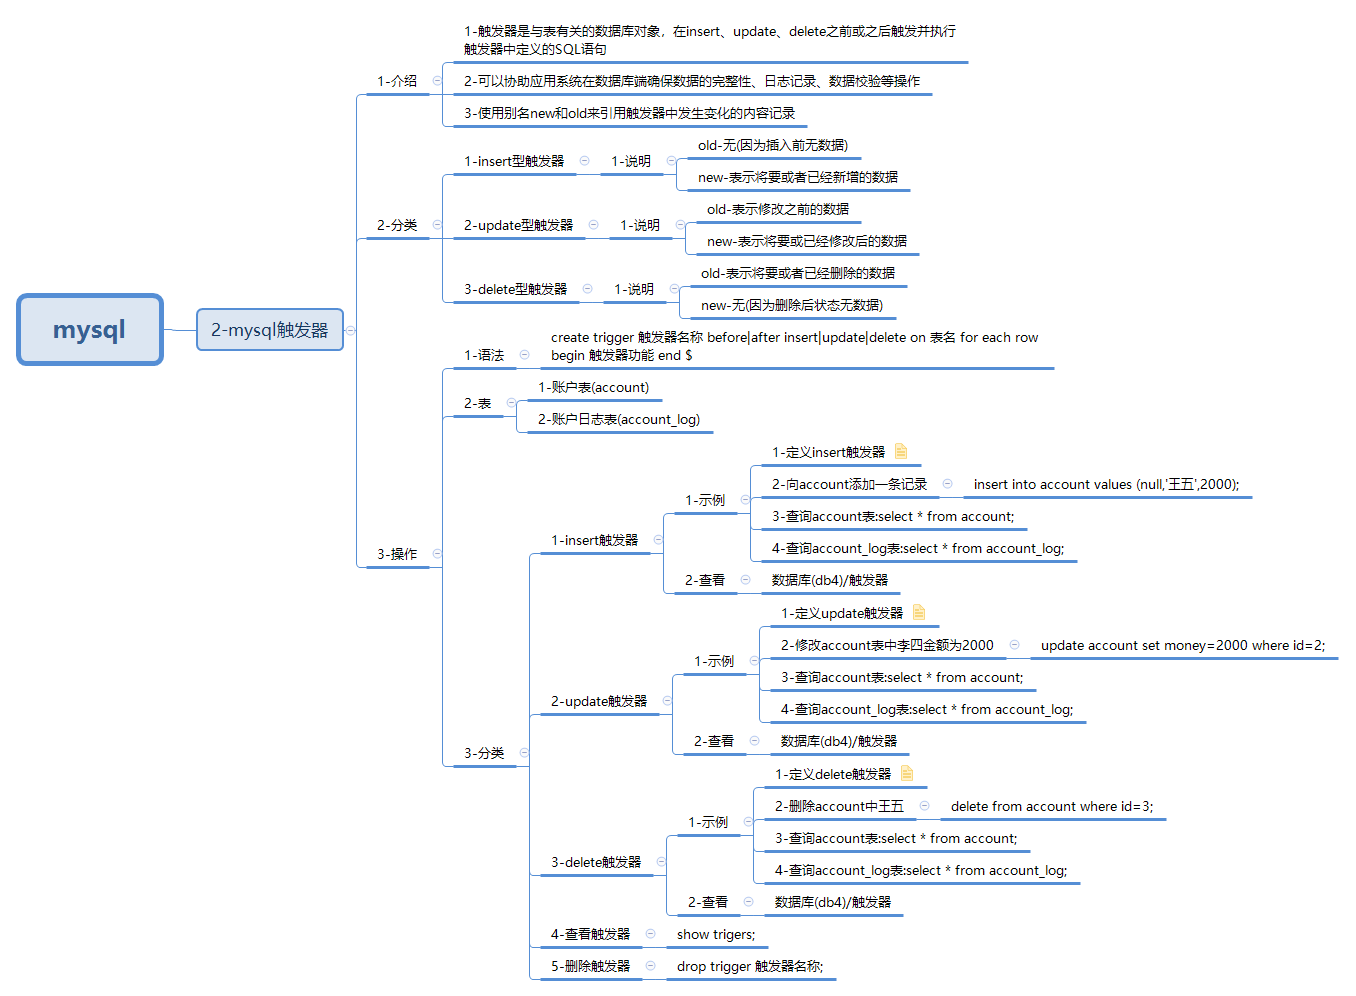 mysql
2-mysql触发器
1-介绍
1-触发器是与表有关的数据库对象，在insert、update、delete之前或之后触发并执行
触发器中定义的SQL语句
2-可以协助应用系统在数据库端确保数据的完整性、日志记录、数据校验等操作
3-使用别名new和old来引用触发器中发生变化的内容记录
2-分类
1-insert型触发器
1-说明
old-无(因为插入前无数据)
new-表示将要或者已经新增的数据
2-update型触发器
1-说明
old-表示修改之前的数据
new-表示将要或已经修改后的数据
3-delete型触发器
1-说明
old-表示将要或者已经删除的数据
new-无(因为删除后状态无数据)
3-操作
1-语法
create trigger 触发器名称 before|after insert|update|delete on 表名 for each row
begin 触发器功能 end $
2-表
1-账户表(account)
2-账户日志表(account_log)
3-分类
1-insert触发器
1-示例
1-定义insert触发器
2-向account添加一条记录
insert into account values (null,'王五',2000);
3-查询account表:select * from account;
4-查询account_log表:select * from account_log;
2-查看
数据库(db4)/触发器
2-update触发器
1-示例
1-定义update触发器
2-修改account表中李四金额为2000
update account set money=2000 where id=2;
3-查询account表:select * from account;
4-查询account_log表:select * from account_log;
2-查看
数据库(db4)/触发器
3-delete触发器
1-示例
1-定义delete触发器
2-删除account中王五
delete from account where id=3;
3-查询account表:select * from account;
4-查询account_log表:select * from account_log;
2-查看
数据库(db4)/触发器
4-查看触发器
show trigers;
5-删除触发器
drop trigger 触发器名称;